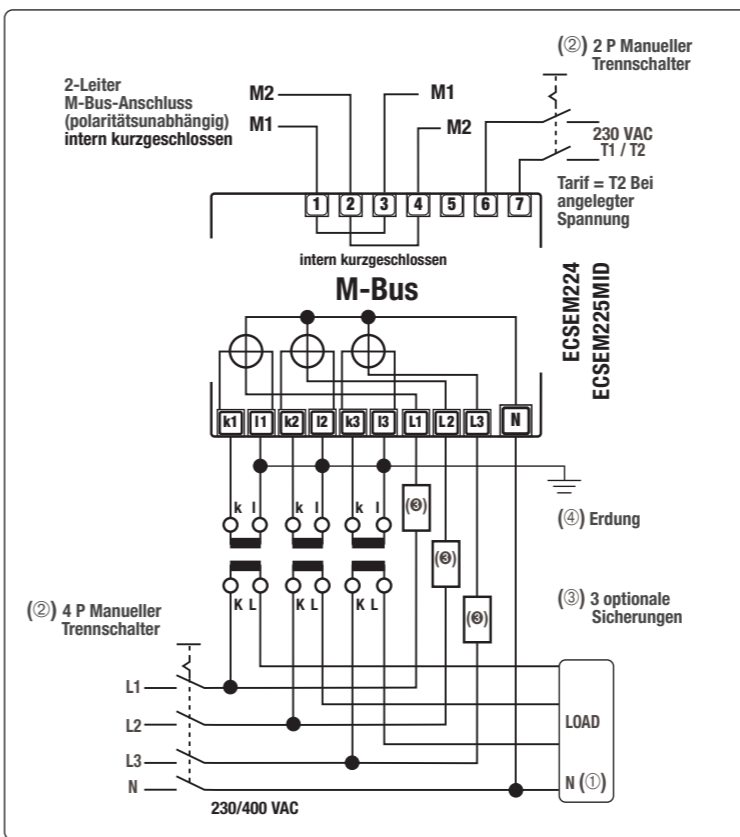 (②) 2 P Manueller
Trennschalter
2-Leiter
M-Bus-Anschluss
(polaritätsunabhängig)
intern kurzgeschlossen
M2
M1
M1
M2
230 VAC
T1 / T2
Tarif = T2 Bei
angelegter
Spannung
1 2 3 4 5 6 7
intern kurzgeschlossen
M-Bus
ECSEM224
ECSEM225MID
k1 l1 k2 l2 k3 l3 L1 L2 L3 N
k l k l k l
(❸)
(❸)
(❸)
(④) Erdung
K L K L K L
(③) 3 optionale
Sicherungen
(②) 4 P Manueller
Trennschalter
L1
L2
L3
N
LOAD
N (①)
230/400 VAC